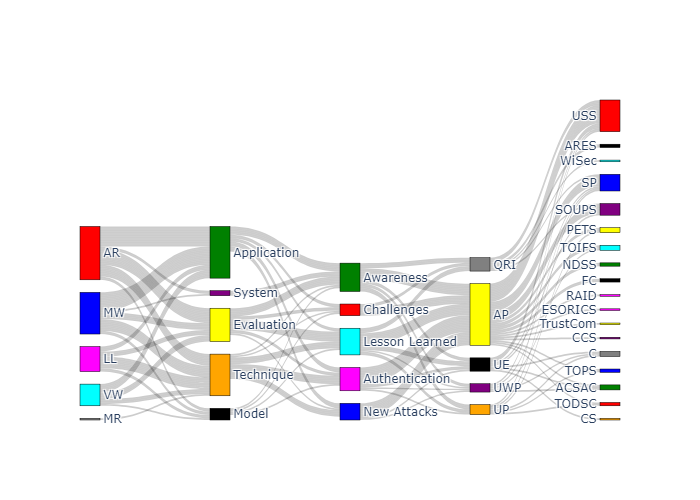 AR
MW
LL
VW
MR
Application
System
Evaluation
Technique
Model
Awareness
Challenges
Lesson Learned
Authentication
New Attacks
QRI
AP
UE
UWP
UP
USS
ARES
WiSec
SP
SOUPS
PETS
TOIFS
NDSS
FC
RAID
ESORICS
TrustCom
CCS
C
TOPS
ACSAC
TODSC
CS